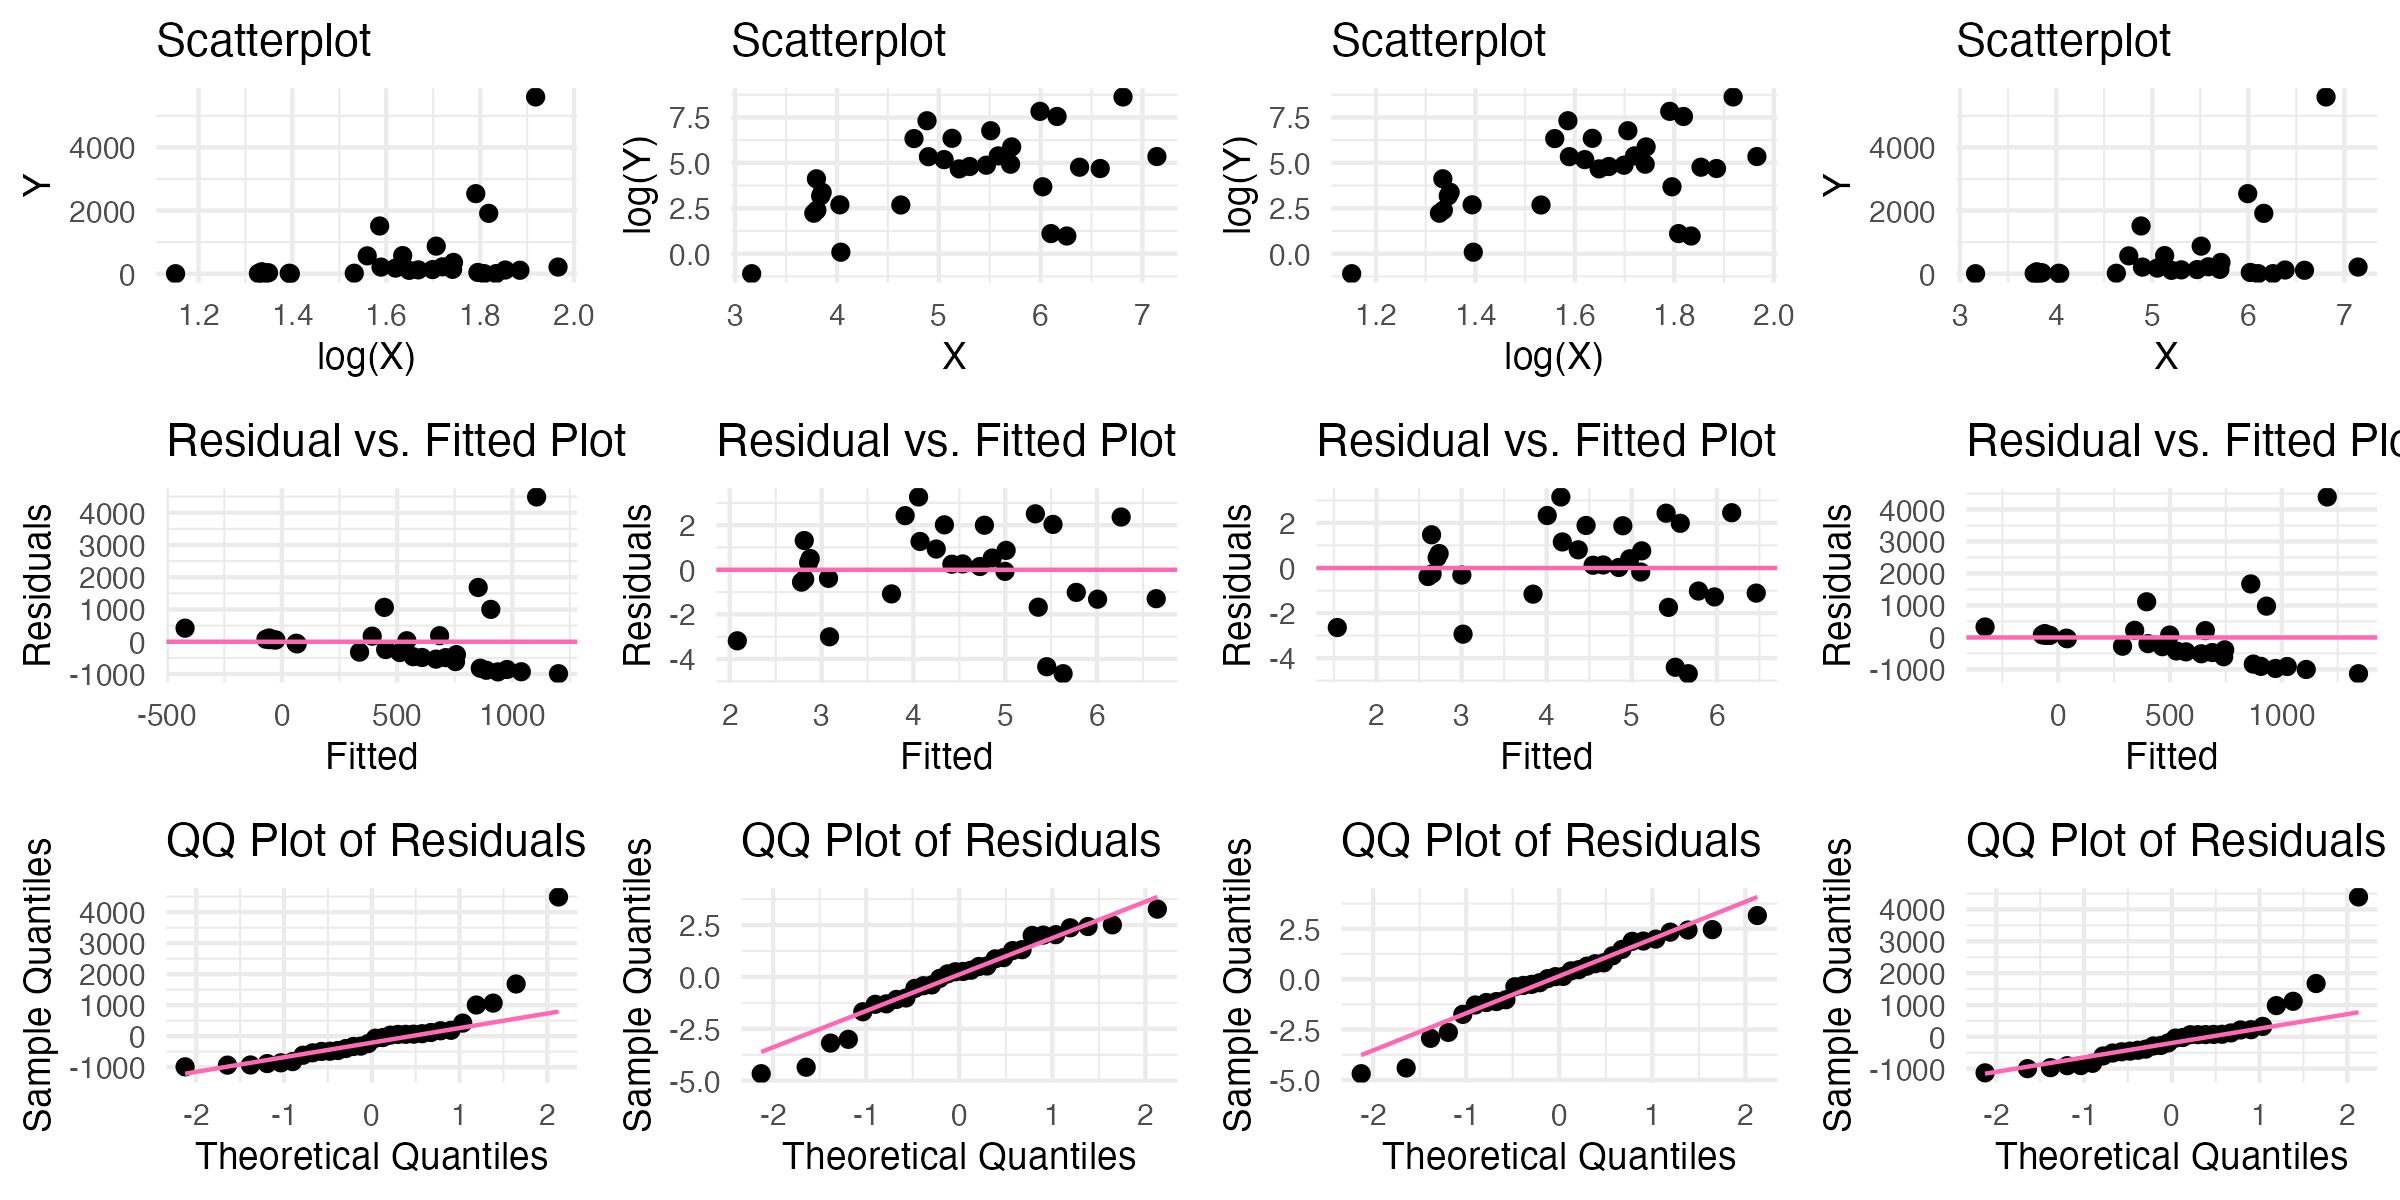 Scatterplot
Y
4000
2000
0
1.2 1.4 1.6 1.8 2.0
log(X)
Scatterplot
log(Y)
7.5
5.0
2.5
0.0
3 4 5 6 7
X
Scatterplot
log(Y)
7.5
5.0
2.5
0.0
1.2 1.4 1.6 1.8 2.0
log(X)
Scatterplot
Y
4000
2000
0
3 4 5 6 7
X
Residual vs. Fitted Plot
Residuals
4000
3000
2000
1000
0
-1000
-500 0 500 1000
Fitted
Residual vs. Fitted Plot
Residuals
2
0
-2
-4
2 3 4 5 6
Fitted
Residual vs. Fitted Plot
Residuals
2
0
-2
-4
2 3 4 5 6
Fitted
Residual vs. Fitted Plo
Residuals
4000
3000
2000
1000
0
-1000
0 500 1000
Fitted
QQ Plot of Residuals
Sample Quantiles
4000
3000
2000
1000
0
-1000
-2 -1 0 1 2
Theoretical Quantiles
QQ Plot of Residuals
Sample Quantiles
2.5
0.0
-2.5
-5.0
-2 -1 0 1 2
Theoretical Quantiles
QQ Plot of Residuals
Sample Quantiles
2.5
0.0
-2.5
-5.0
-2 -1 0 1 2
Theoretical Quantiles
QQ Plot of Residuals
Sample Quantiles
4000
3000
2000
1000
0
-1000
-2 -1 0 1 2
Theoretical Quantiles